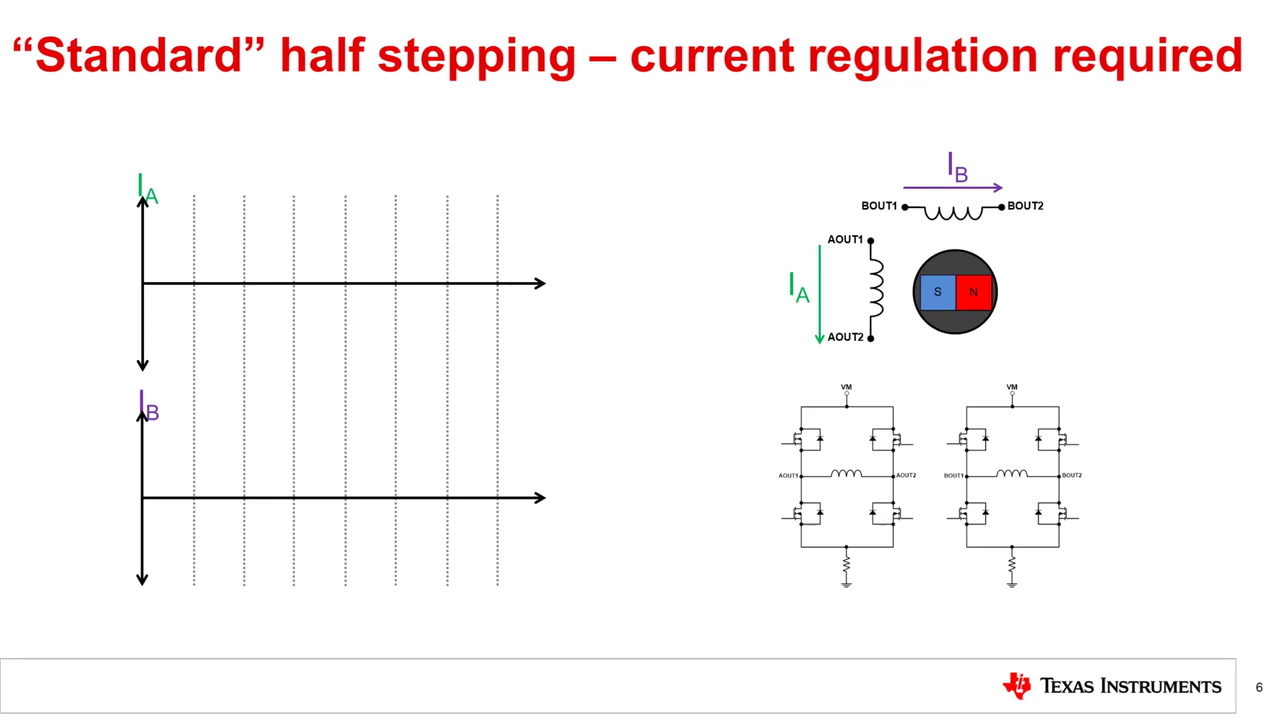 “Standard” half stepping – current regulation required
IA
IB
IB
BOUT1 BOUT2
AOUT1
IA
S N
AOUT2
VM VM
AOUT1 AOUT2 BOUT1 BOUT2
TEXAS INSTRUMENTS
6